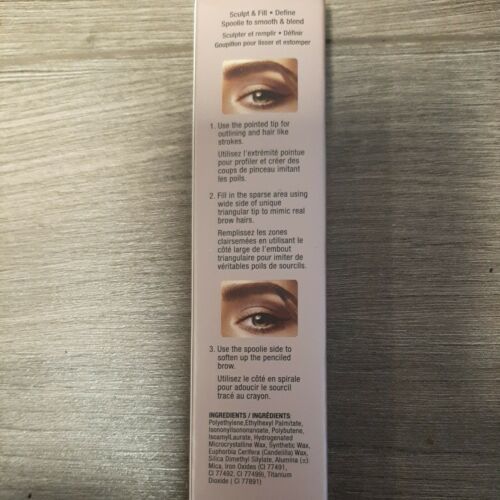 Sculpt & Fill • Define
Spoolie to smooth & blend
Sculpter et remplir • Définir
Goupillon pour lisser et estomper
1. Use the pointed tip for
outlining and hair like
strokes.
Utilisez l'extrémité pointue
pour profiler et créer des
coups de pinceau imitant
les poils.
2. Fill in the sparse area using
wide side of unique
triangular tip to mimic real
brow hairs.
Remplissez les zones
clairsemées en utilisant le
côté large de l'embout
triangulaire pour imiter de
véritables poils de sourcils.
3. Use the spoolie side to
soften up the penciled
brow.
Utilisez le côté en spirale
pour adoucir le sourcil
tracé au crayon.
INGREDIENTS / INGRÉDIENTS
Polyethylene,Ethylhexyl Palmitate,
Isononylisononanoate, Polybutene,
IsoamylLaurate, Hydrogenated
Microcrystalline Wax, Synthetic Wax,
Euphorbia Cerifera (Candelilla) Wax,
Silica Dimethyl Silylate, Alumina (±)
Mica, Iron Oxides (CI 77491,
CI 77492, CI 77499), Titanium
Dioxide ( CI 77891)